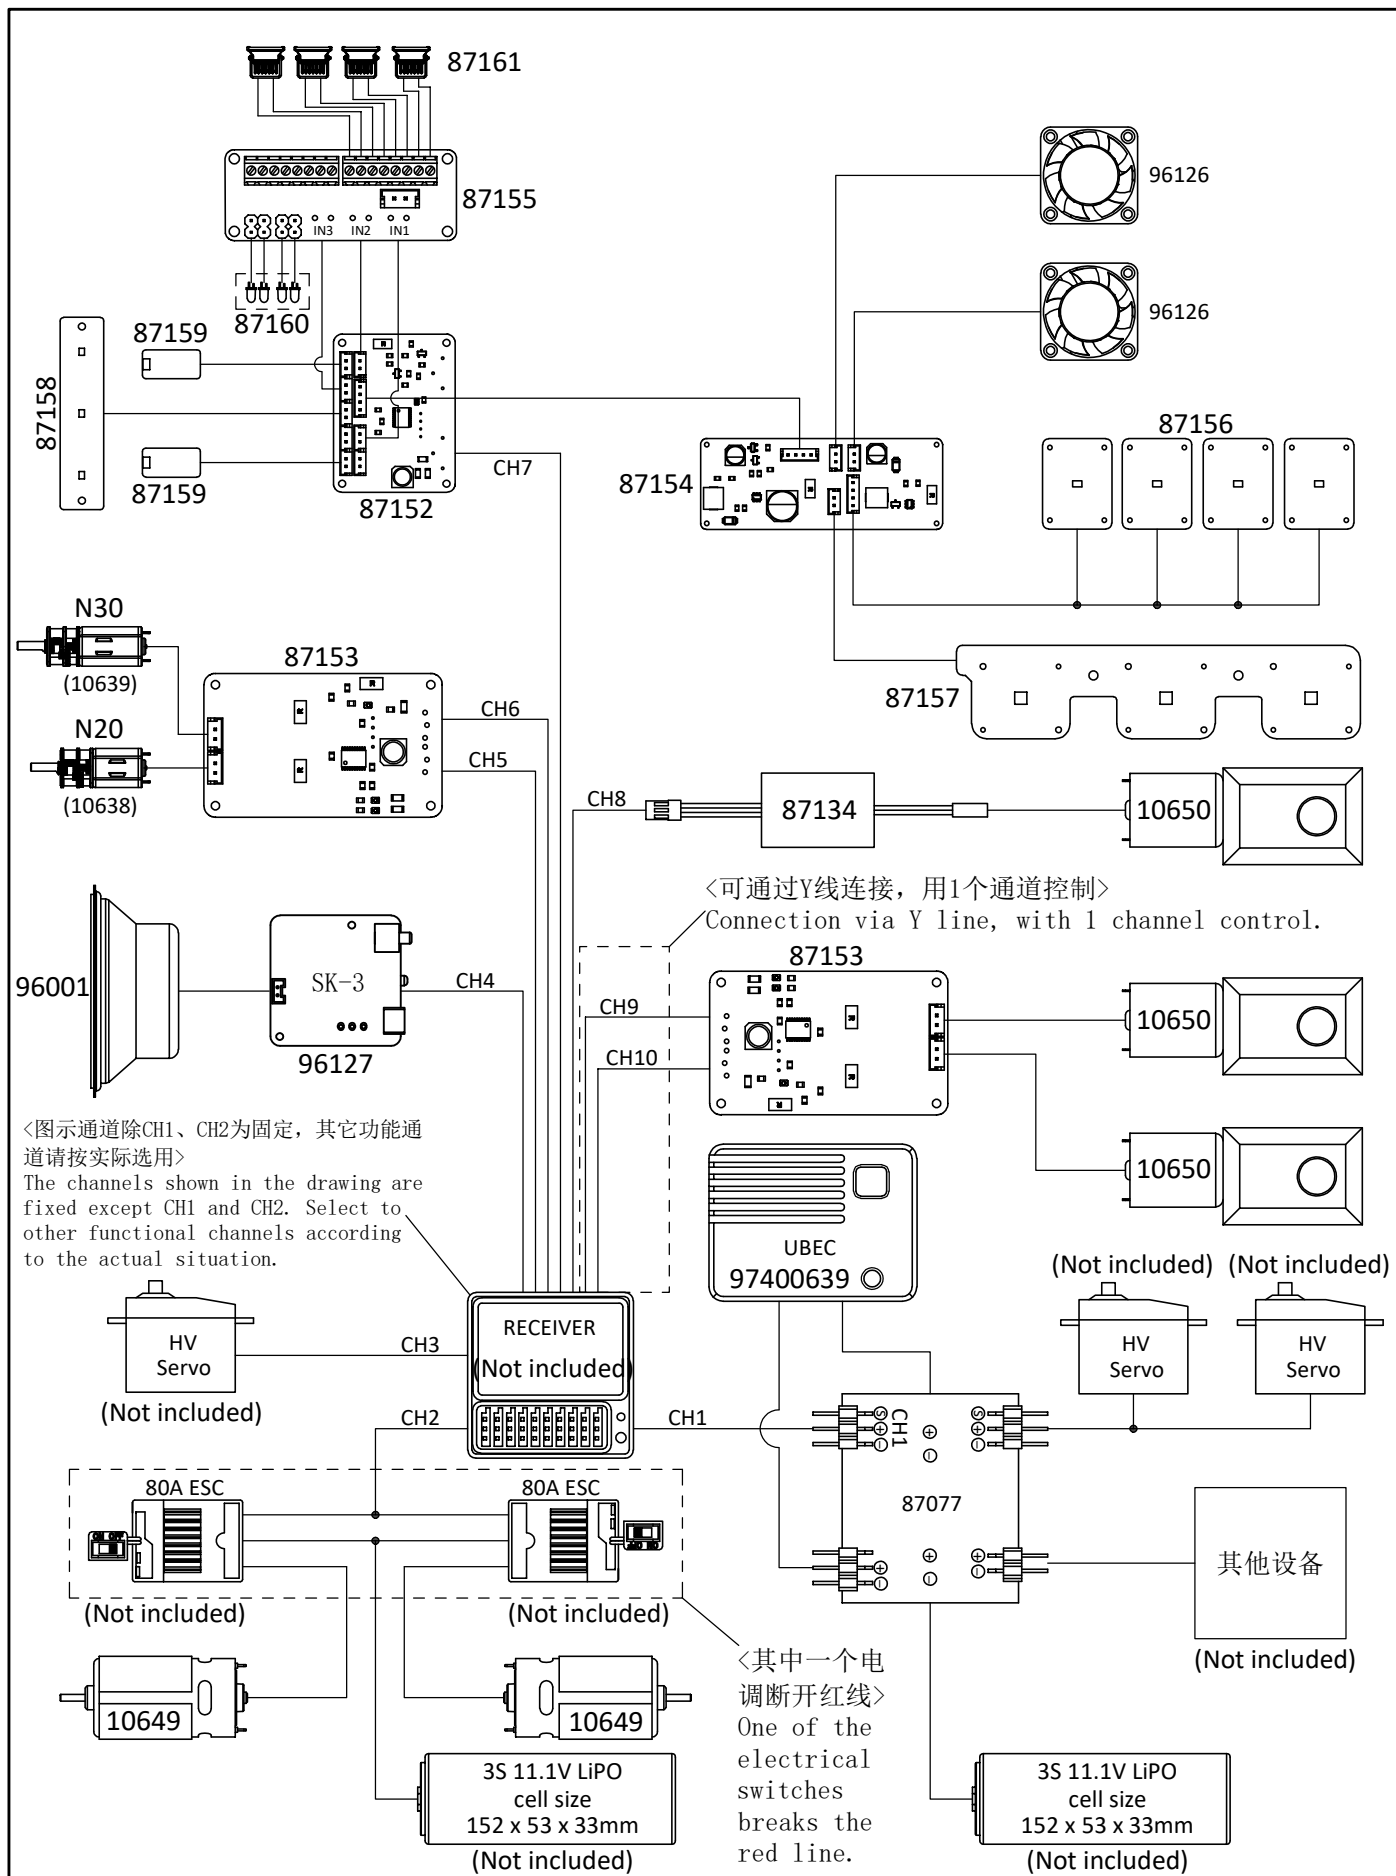 87161
87155
IN3 IN2 IN1
87160
96126
96126
87159
87158
87159
87152
CH7
87156
87154
87157
N30
(10639)
N20
(10638)
87153
CH6
CH5
CH8
87134
10650
<可通过Y线连接，用1个通道控制>
Connection via Y line, with 1 channel control.
87153
96001
SK-3
96127
CH4
CH9
CH10
10650
10650
<图示通道除CH1、CH2为固定，其它功能通
道请按实际选用>
The channels shown in the drawing are
fixed except CH1 and CH2. Select to
other functional channels according
to the actual situation.
UBEC
97400639
(Not included) (Not included)
HV
Servo
HV
Servo
HV
Servo
(Not included)
CH3
RECEIVER
(Not included)
CH2
CH1
S
+
−
CH1
+
−
S
+
−
87077
+
−
+
−
+
−
80A ESC
80A ESC
ON OFF
ON OFF
(Not included)
(Not included)
其他设备
(Not included)
10649
10649
<其中一个电
调断开红线>
One of the
electrical
switches
breaks the
red line.
3S 11.1V LiPO
cell size
152 x 53 x 33mm
(Not included)
3S 11.1V LiPO
cell size
152 x 53 x 33mm
(Not included)